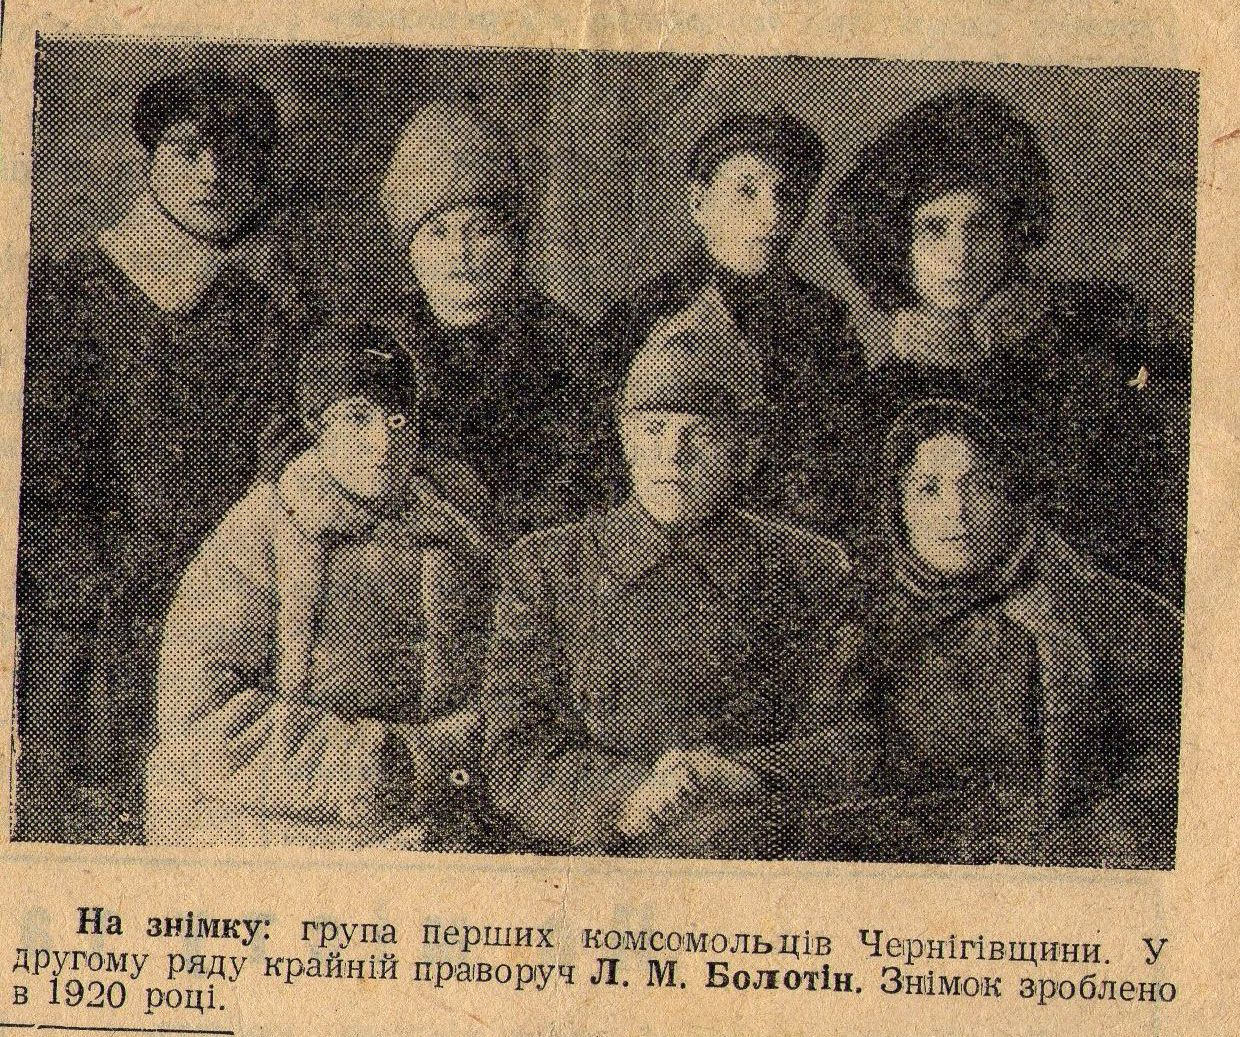 На знімку: група перших комсомольців Чернігівщини. У
другому ряду крайній праворуч Л. М. Болотін. Знімок зроблено
в 1920 році.